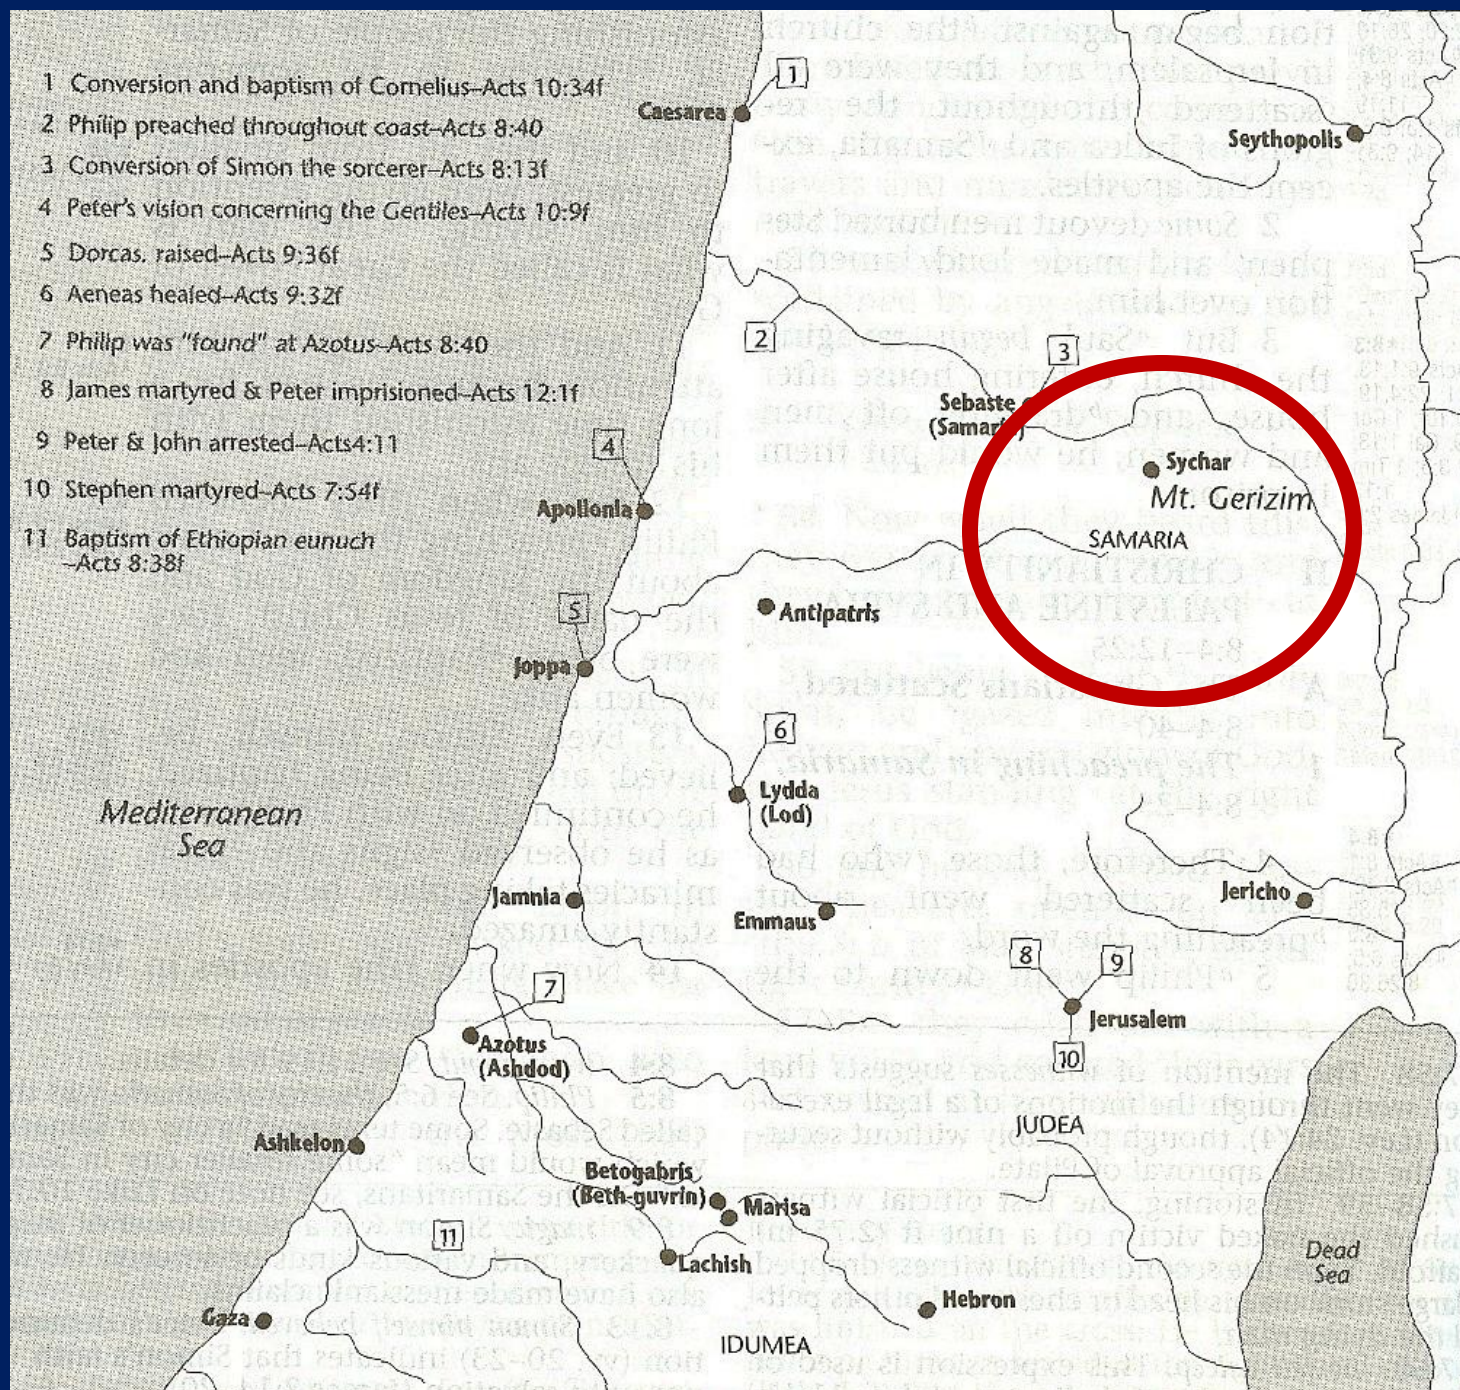 1 Conversion and baptism of Cornelius–Acts 10:34f
2 Philip preached throughout coast–Acts 8:40
3 Conversion of Simon the sorcerer–Acts 8:13f
4 Peter's vision concerning the Gentiles–Acts 10:9f
5 Dorcas, raised–Acts 9:36f
6 Aeneas healed–Acts 9:32f
7 Philip was "found" at Azotus–Acts 8:40
8 James martyred & Peter imprisioned–Acts 12:1f
9 Peter & John arrested–Acts4:11
10 Stephen martyred–Acts 7:54f
11 Baptism of Ethiopian eunuch
–Acts 8:38f
1
Caesarea
Seythopolis
2
3
Sebaste
(Samaria)
4
Sychar
Mt. Gerizim
Apollonia
SAMARIA
5
Antipatris
Joppa
6
Lydda
(Lod)
Mediterranean
Sea
Jamnia
Emmaus
Jericho
8
9
7
Jerusalem
10
Azotus
(Ashdod)
JUDEA
Ashkelon
Betogabris
(Beth-guvrin)
Marisa
11
Lachish
Dead
Sea
Hebron
Gaza
IDUMEA